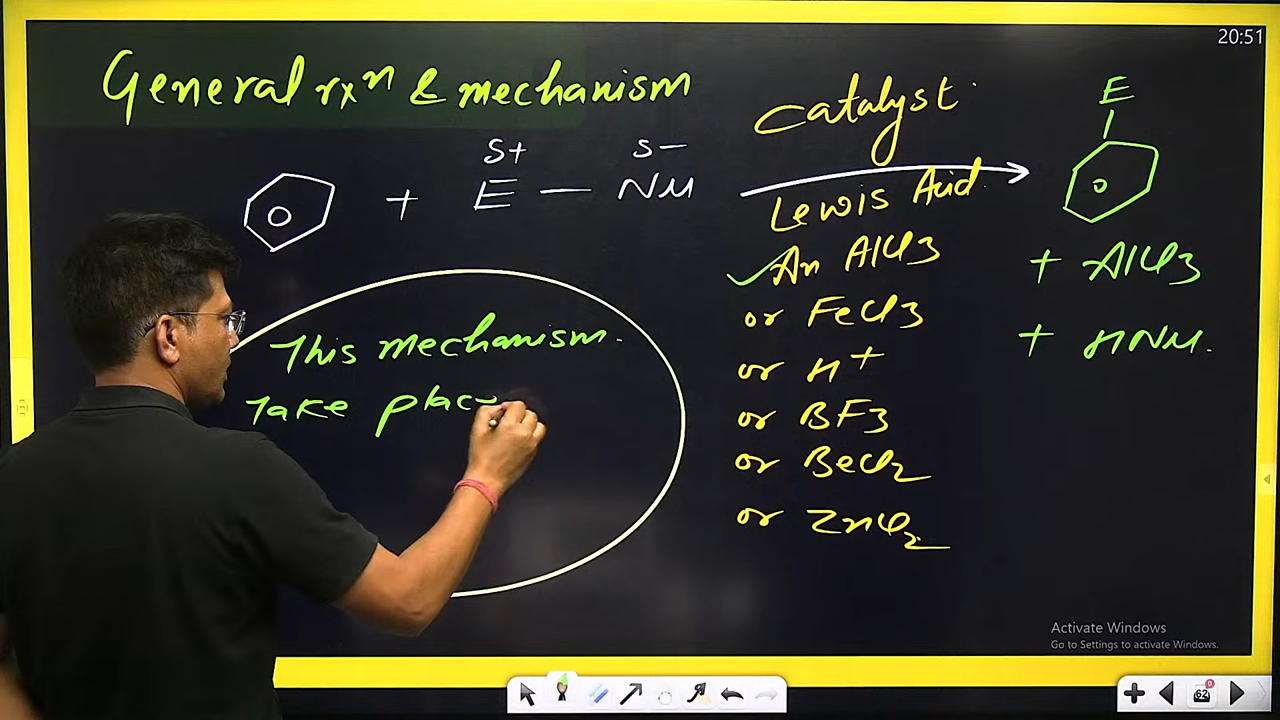 20:51
General rxn & mechanism
Catalyst
E
δ+ δ-
+ E — Nu
Lewis Acid
✓ An AlCl3
+ AlCl3
or FeCl3
+ HNu.
or H+
or BF3
or BeCl2
or ZnCl2
This mechanism.
Take plac
Activate Windows
Go to Settings to activate Windows.
62